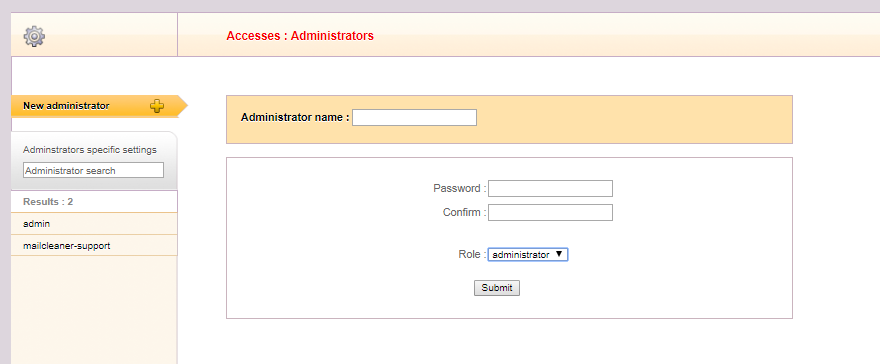 Accesses : Administrators
New administrator
Adminstrators specific settings
Administrator search
Results : 2
admin
mailcleaner-support
Administrator name :
Password :
Confirm :
Role : administrator
Submit